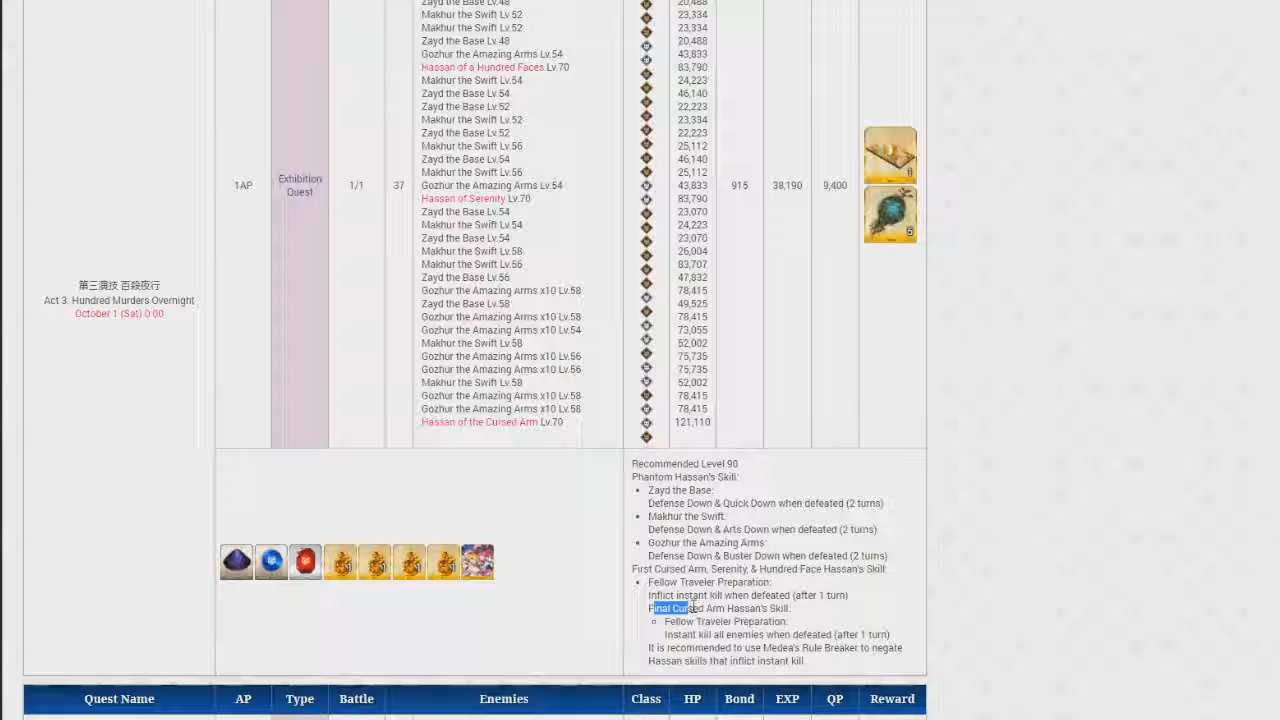 Zayd the Base Lv.48 20,488
Makhur the Swift Lv.52 23,334
Makhur the Swift Lv.52 23,334
Zayd the Base Lv.48 20,488
Gozhur the Amazing Arms Lv.54 43,833
Hassan of a Hundred Faces Lv.70 83,790
Makhur the Swift Lv.54 24,223
Zayd the Base Lv.54 46,140
Zayd the Base Lv.52 22,223
Makhur the Swift Lv.52 23,334
Zayd the Base Lv.52 22,223
Makhur the Swift Lv.56 25,112
Zayd the Base Lv.54 46,140
Makhur the Swift Lv.56 25,112
1AP Exhibition Quest 1/1 37 Gozhur the Amazing Arms Lv.54 43,833 915 38,190 9,400
Hassan of Serenity Lv.70 83,790
Zayd the Base Lv.54 23,070
Makhur the Swift Lv.54 24,223
Zayd the Base Lv.54 23,070
Makhur the Swift Lv.58 26,004
Makhur the Swift Lv.56 83,707
Zayd the Base Lv.56 47,832
Gozhur the Amazing Arms x10 Lv.58 78,415
Zayd the Base Lv.58 49,525
Gozhur the Amazing Arms x10 Lv.58 78,415
Gozhur the Amazing Arms x10 Lv.54 73,055
Makhur the Swift Lv.58 52,002
Gozhur the Amazing Arms x10 Lv.56 75,735
Gozhur the Amazing Arms x10 Lv.56 75,735
Makhur the Swift Lv.58 52,002
Gozhur the Amazing Arms x10 Lv.58 78,415
Gozhur the Amazing Arms x10 Lv.58 78,415
Hassan of the Cursed Arm Lv.70 121,110
1
5
第三演技 百殺夜行
Act 3: Hundred Murders Overnight
October 1 (Sat) 0:00
1 1 1 1
Recommended Level 90
Phantom Hassan's Skill:
Zayd the Base:
Defense Down & Quick Down when defeated (2 turns)
Makhur the Swift:
Defense Down & Arts Down when defeated (2 turns)
Gozhur the Amazing Arms:
Defense Down & Buster Down when defeated (2 turns)
First Cursed Arm, Serenity, & Hundred Face Hassan's Skill:
Fellow Traveler Preparation:
Inflict instant kill when defeated (after 1 turn)
Final Cursed Arm Hassan's Skill:
Fellow Traveler Preparation:
Instant kill all enemies when defeated (after 1 turn)
It is recommended to use Medea's Rule Breaker to negate
Hassan skills that inflict instant kill
Quest Name AP Type Battle Enemies Class HP Bond EXP QP Reward